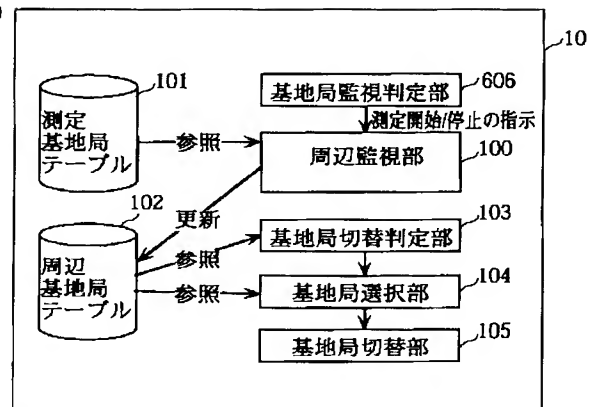 10
101
測定
基地局
テーブル
参照
基地局監視判定部
606
測定開始/停止の指示
周辺監視部
100
102
更新
周辺
基地局
テーブル
参照
参照
基地局切替判定部
103
基地局選択部
104
基地局切替部
105